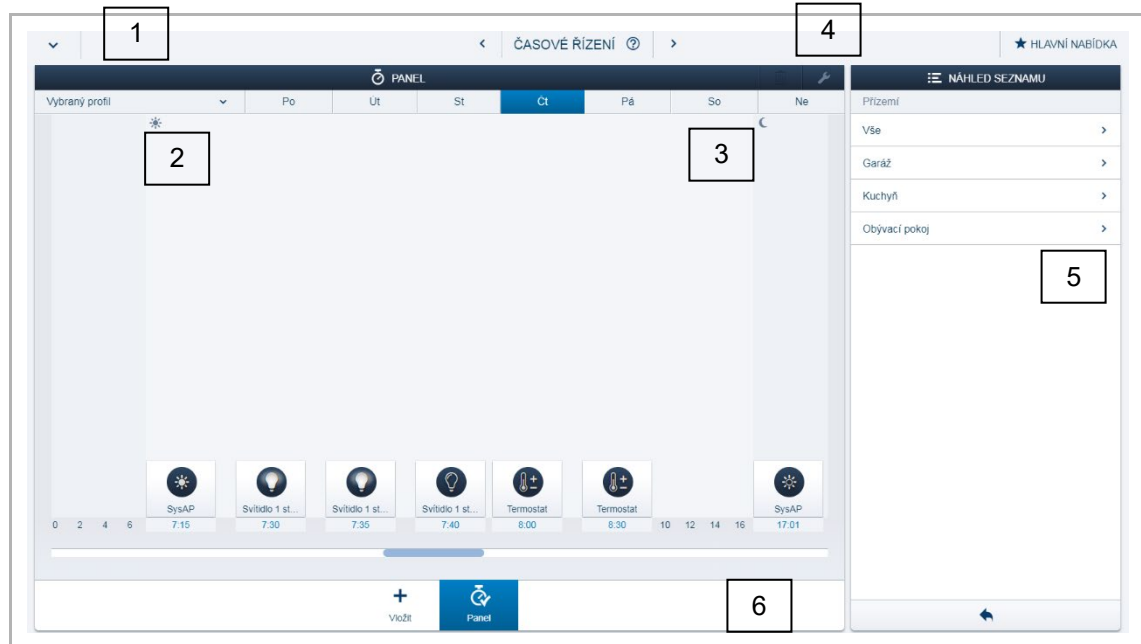 1
4
ČASOVÉ ŘÍZENÍ ?
HLAVNÍ NABÍDKA
PANEL
NÁHLED SEZNAMU
Vybraný profil Po Út St Čt Pá So Ne
Přízemí
Vše
2
3
Garáž
Kuchyň
Obývací pokoj
5
SysAP Svítidlo 1 st... Svítidlo 1 st... Svítidlo 1 st... Termostat Termostat SysAP
0 2 4 6 7:15 7:30 7:35 7:40 8:00 8:30 10 12 14 16 17:01
6
Vložit Panel